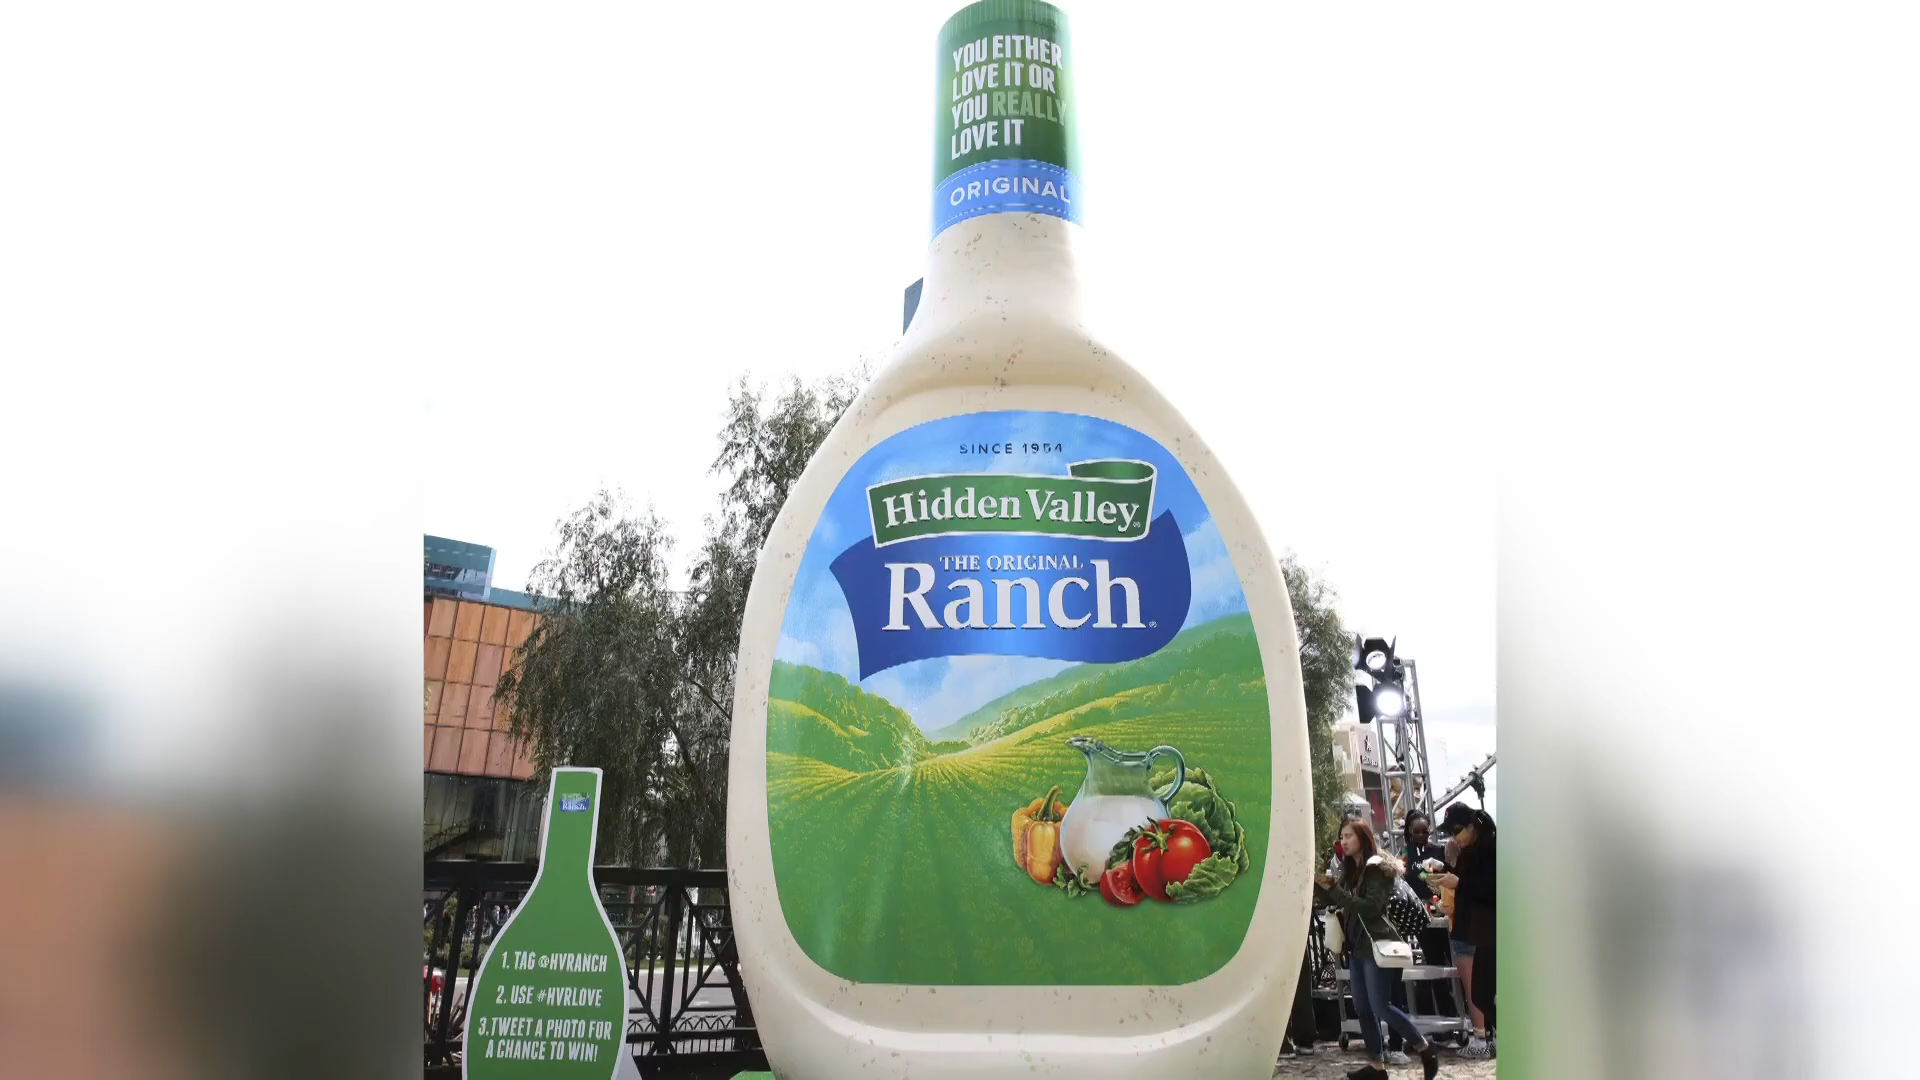 YOU EITHER
LOVE IT OR
YOU REALLY
LOVE IT
ORIGINAL
SINCE 1954
Hidden Valley®
THE ORIGINAL
Ranch®
Ranch
1. TAG @HVRANCH
2. USE #HVRLOVE
3. TWEET A PHOTO FOR
A CHANCE TO WIN!